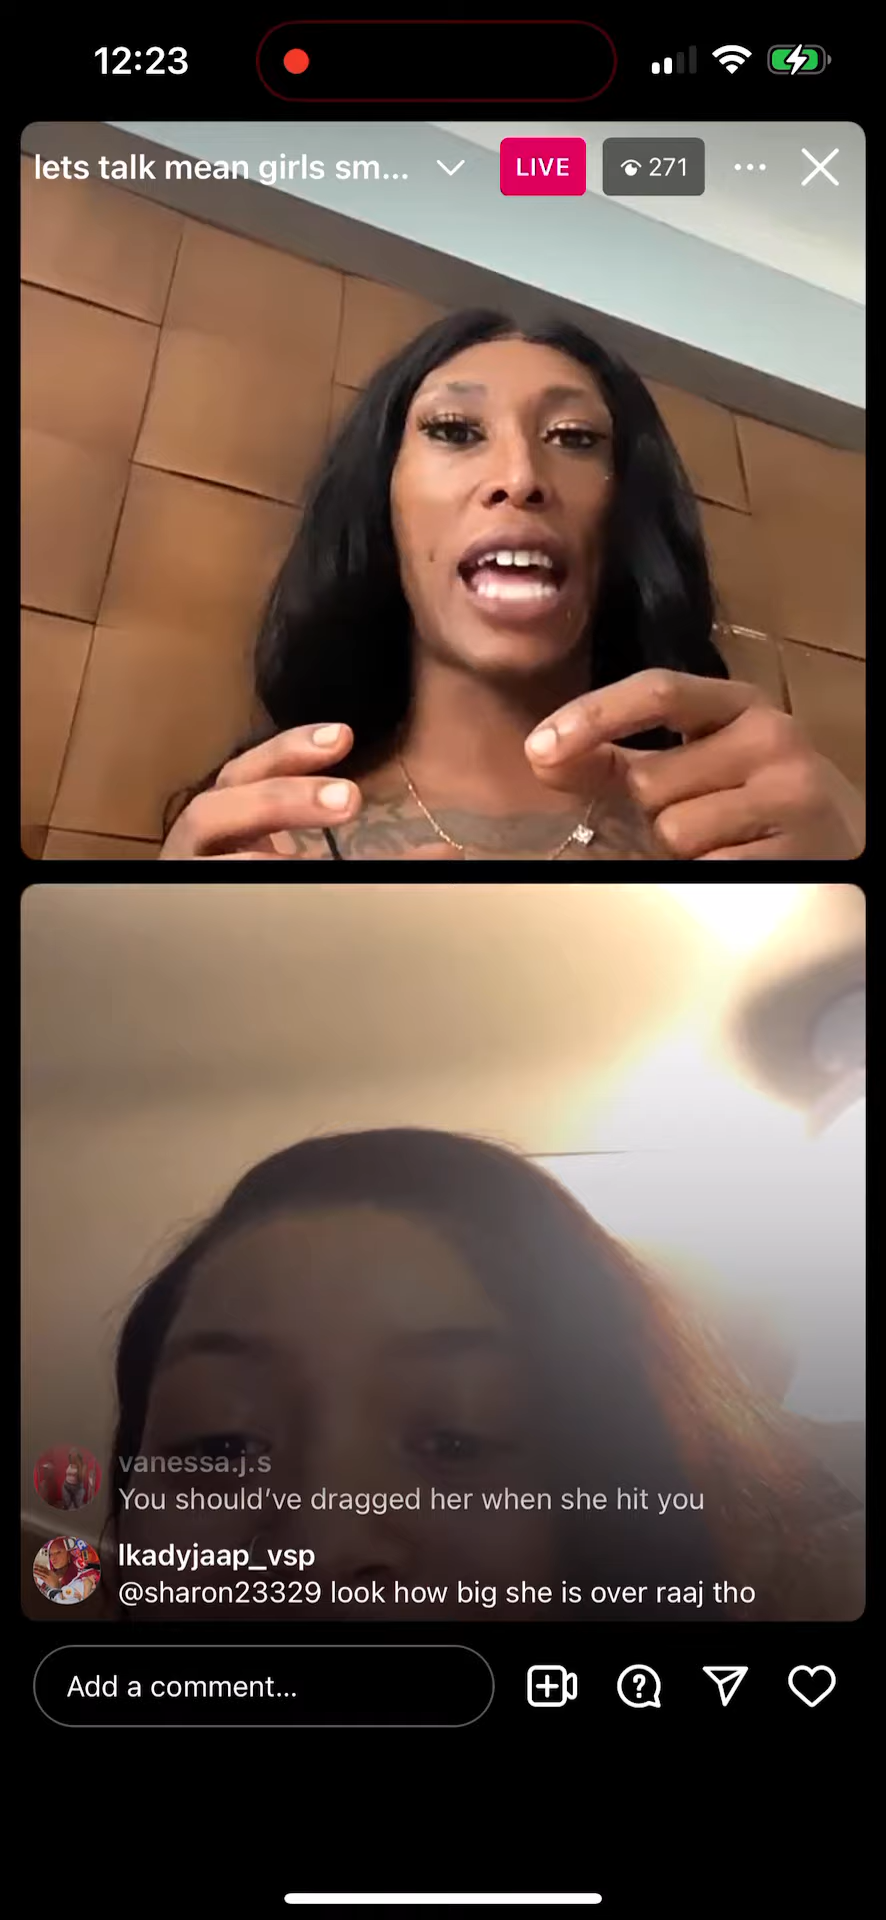 12:23
lets talk mean girls sm...
LIVE
271
vanessa.j.s
You should've dragged her when she hit you
lkadyjaap_vsp
@sharon23329 look how big she is over raaj tho
Add a comment...